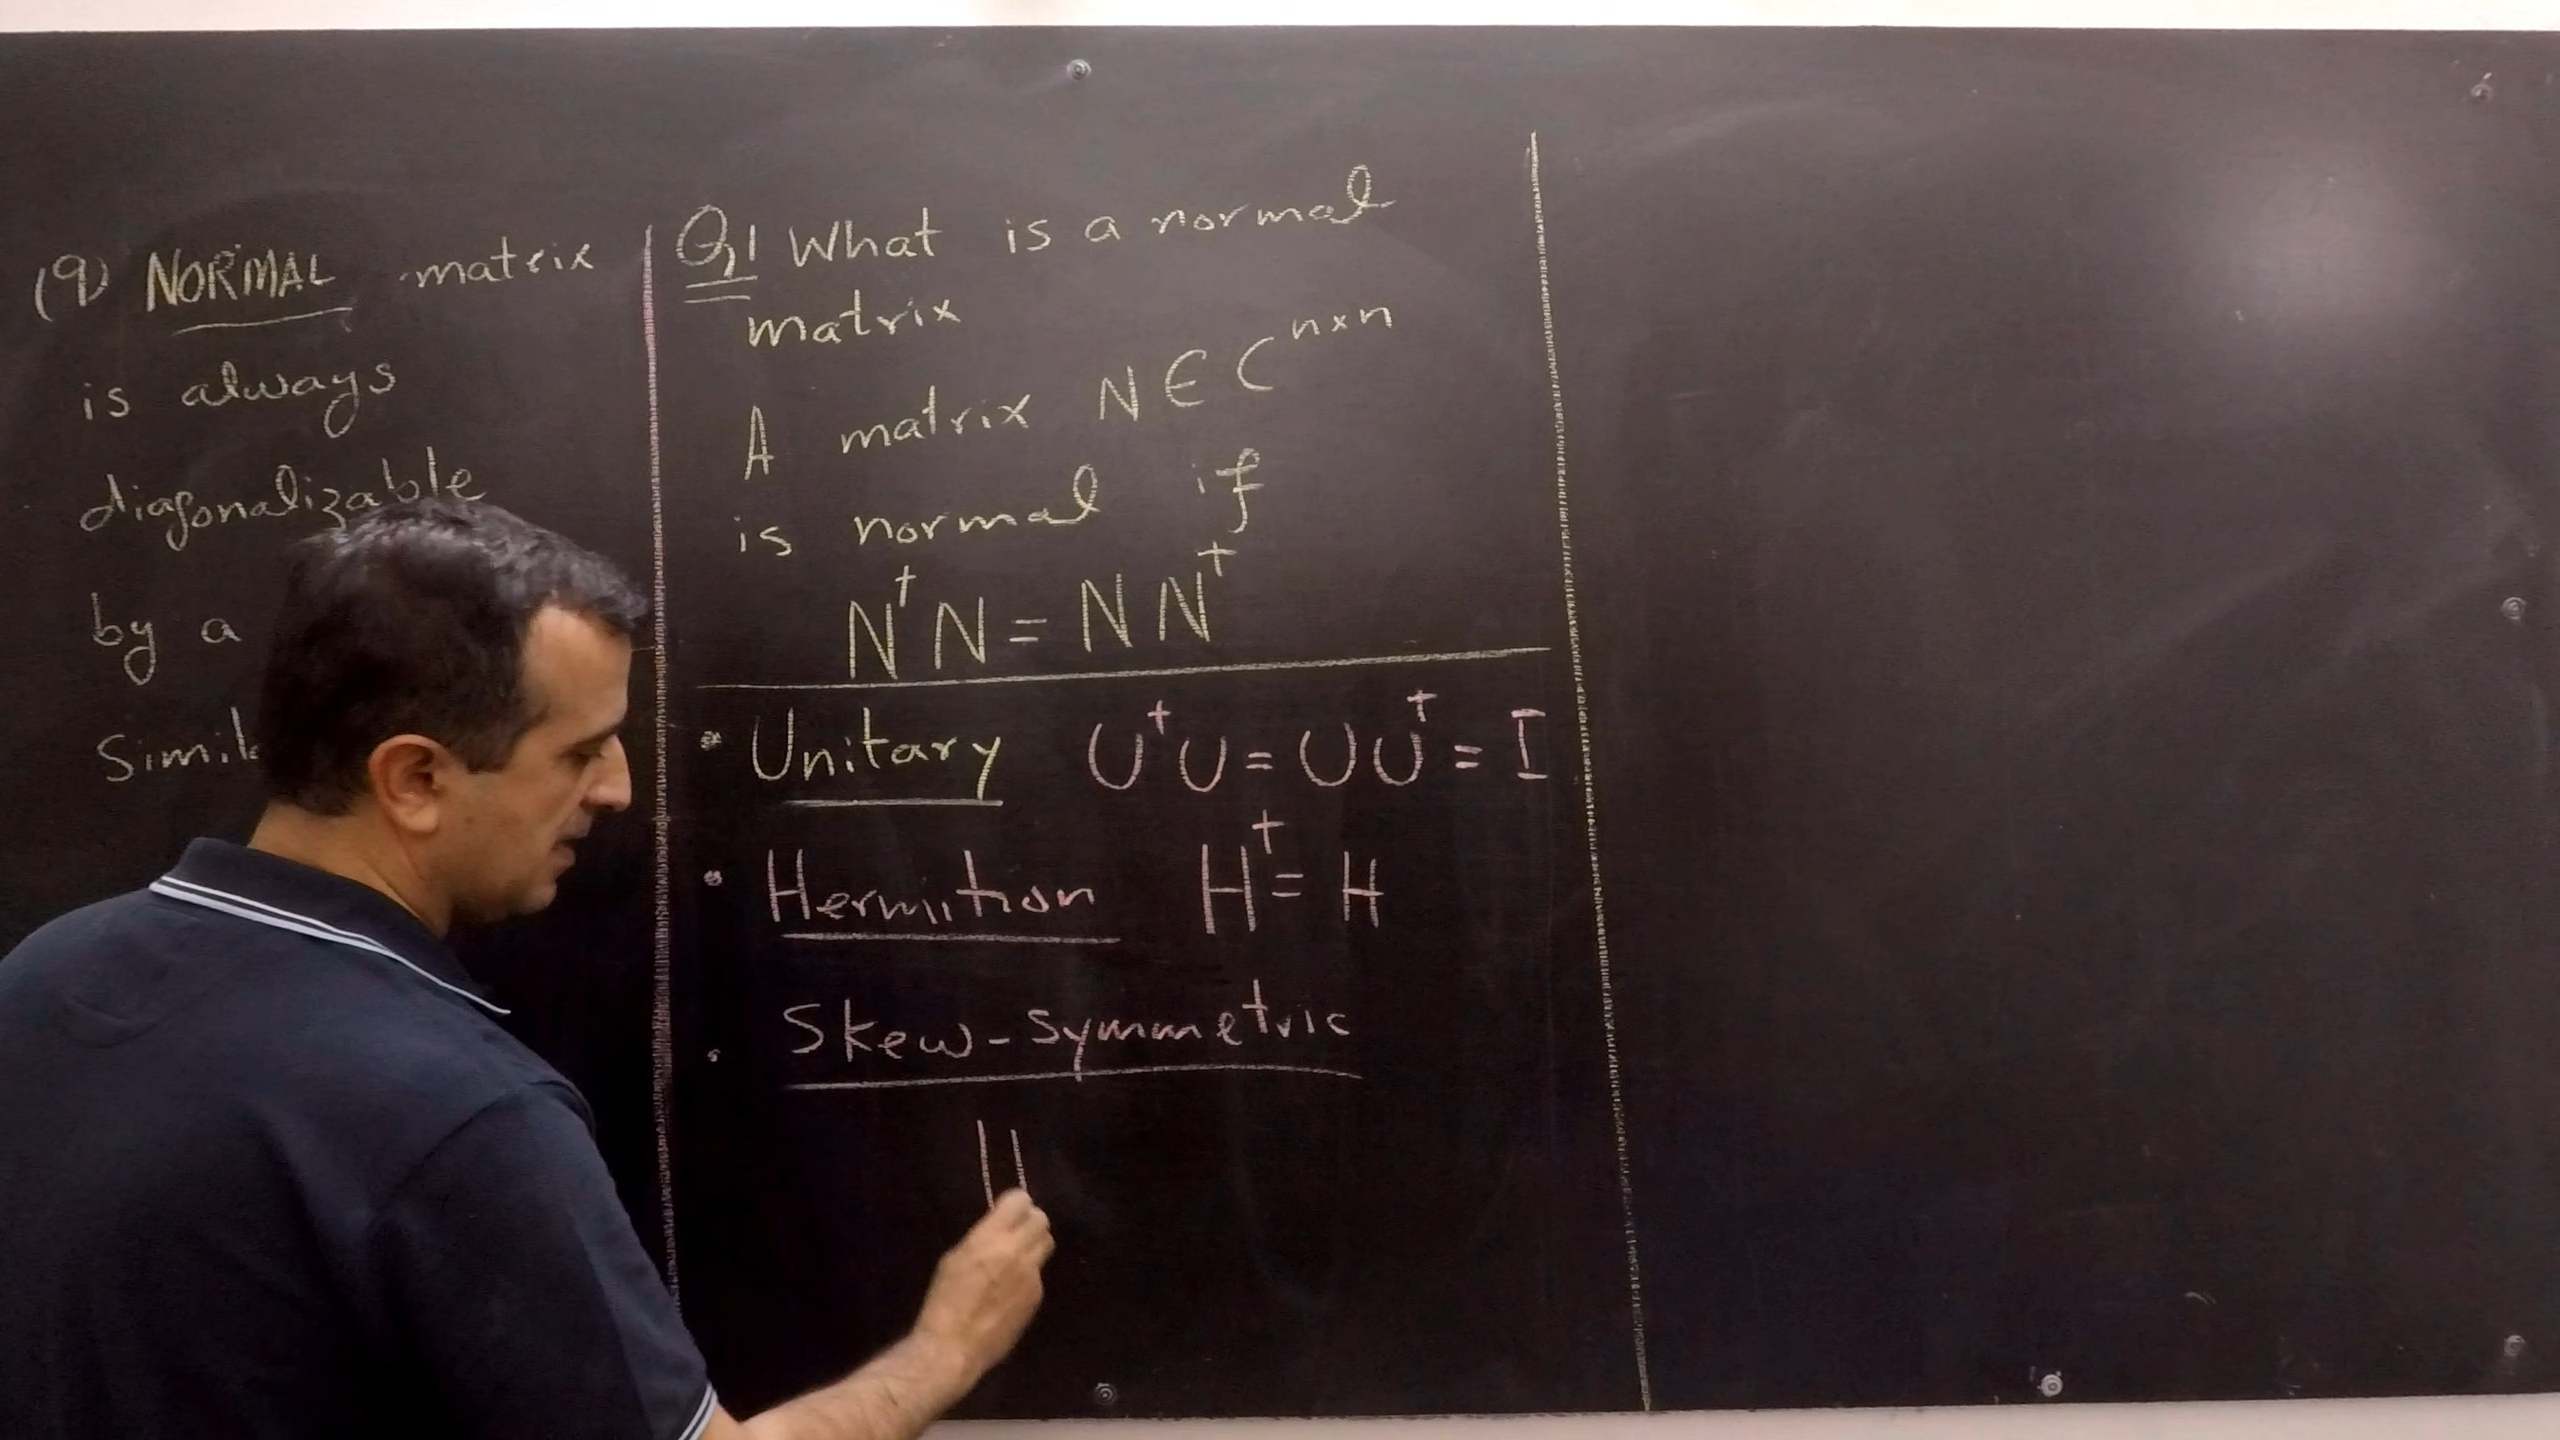 (9) NORMAL matrix
is always
diagonalizable
by a
Q1 What is a normal
matrix
A matrix N ∈ C^{n×n}
is normal if
N†N = NN†
• Unitary U†U = UU† = I
• Hermition H† = H
• Skew-Symmetric